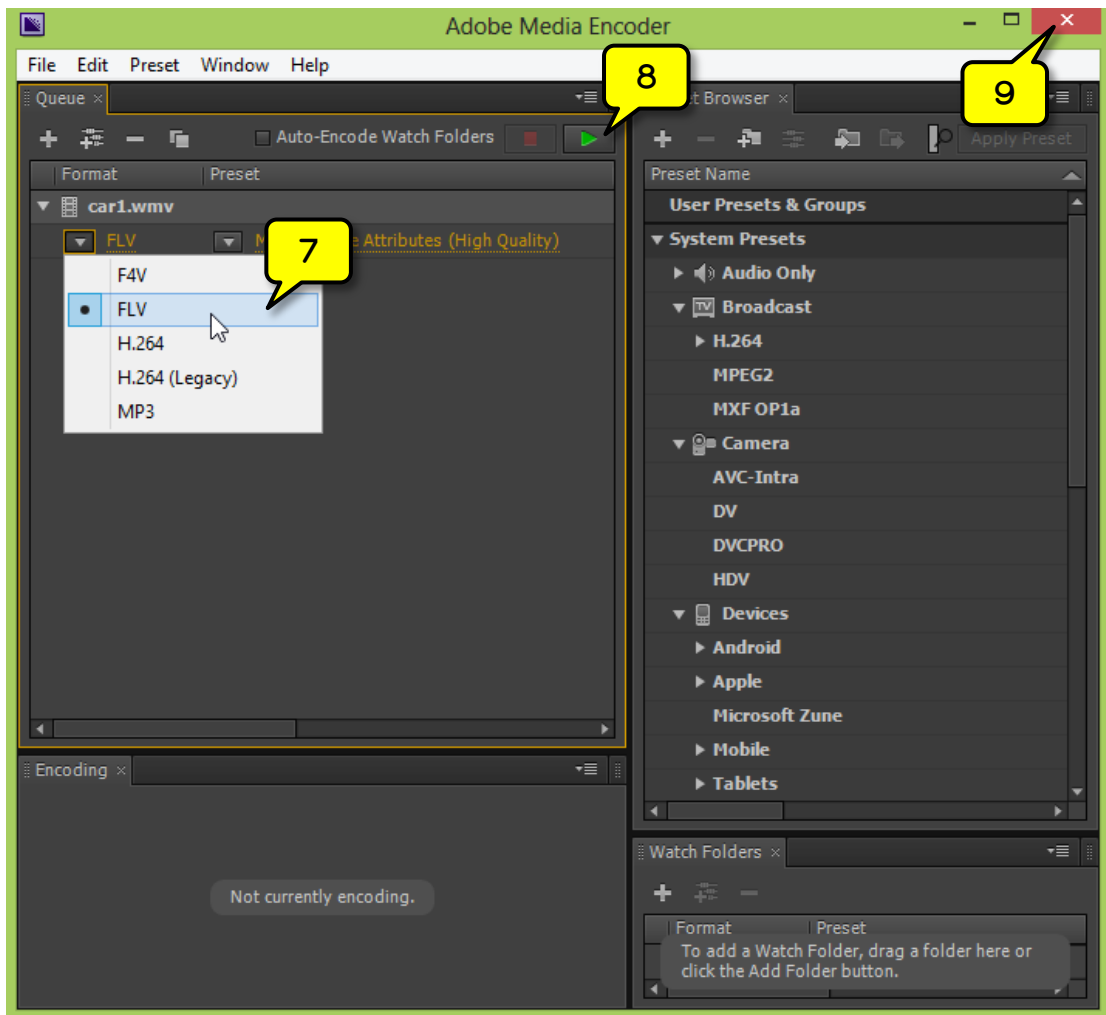 Adobe Media Encoder
File Edit Preset Window Help
8
9
Queue
t Browser
Auto-Encode Watch Folders
Apply Preset
Format Preset
Preset Name
car1.wmv
User Presets & Groups
FLV
7
Attributes (High Quality)
System Presets
F4V
FLV
H.264
H.264 (Legacy)
MP3
Audio Only
TV Broadcast
H.264
MPEG2
MXF OP1a
Camera
AVC-Intra
DV
DVCPRO
HDV
Devices
Android
Apple
Microsoft Zune
Mobile
Tablets
Encoding
Not currently encoding.
Watch Folders
Format Preset
To add a Watch Folder, drag a folder here or
click the Add Folder button.